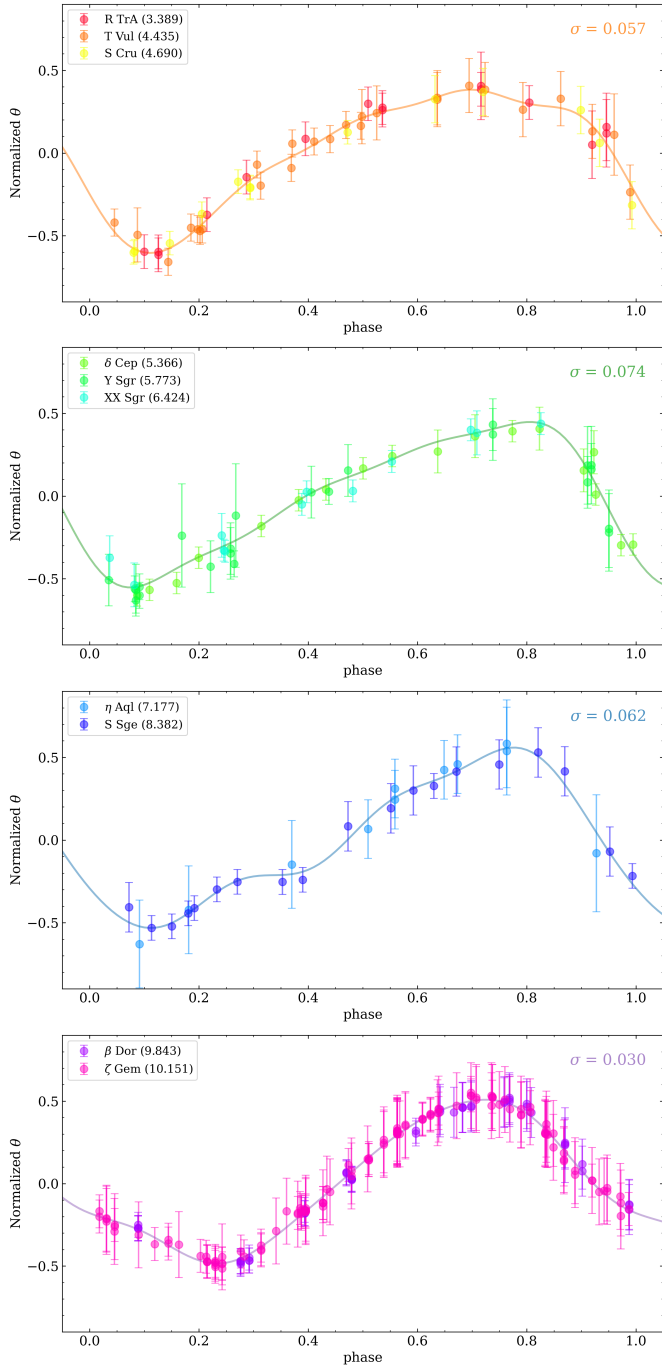 R TrA (3.389)
T Vul (4.435)
S Cru (4.690)
σ = 0.057
Normalized θ
0.5
0.0
−0.5
0.0 0.2 0.4 0.6 0.8 1.0
phase
δ Cep (5.366)
Y Sgr (5.773)
XX Sgr (6.424)
σ = 0.074
Normalized θ
0.5
0.0
−0.5
0.0 0.2 0.4 0.6 0.8 1.0
phase
η Aql (7.177)
S Sge (8.382)
σ = 0.062
Normalized θ
0.5
0.0
−0.5
0.0 0.2 0.4 0.6 0.8 1.0
phase
β Dor (9.843)
ζ Gem (10.151)
σ = 0.030
Normalized θ
0.5
0.0
−0.5
0.0 0.2 0.4 0.6 0.8 1.0
phase